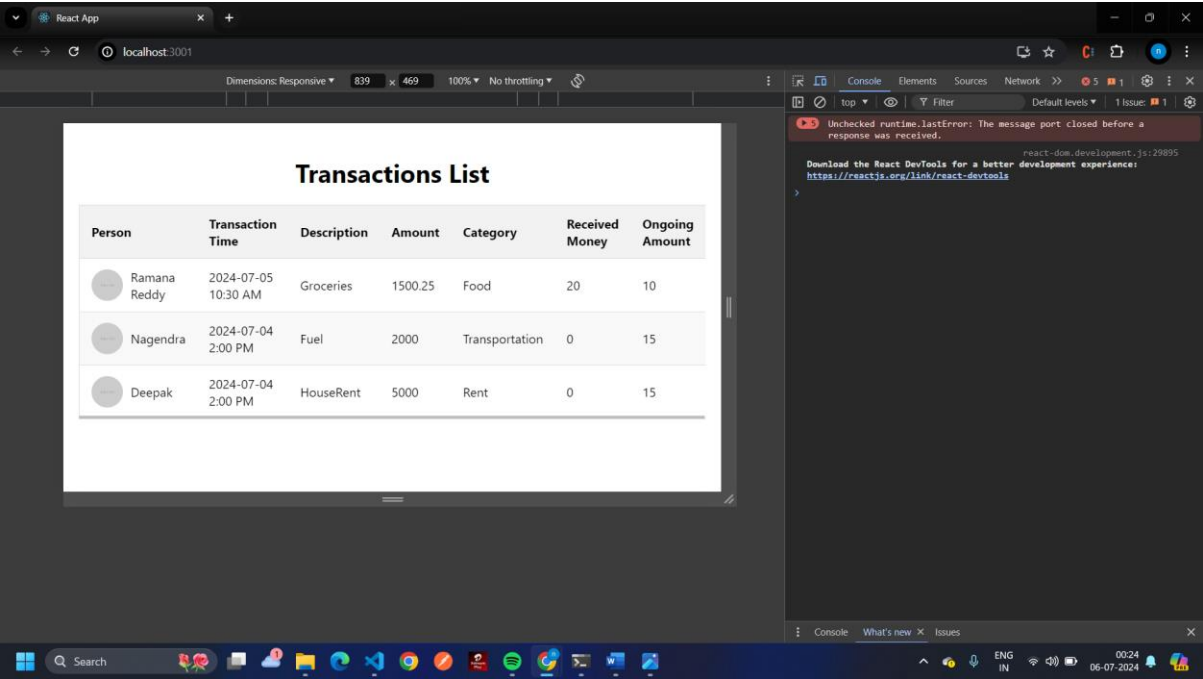 React App
localhost:3001
Dimensions: Responsive 839 × 469 100% No throttling
Console Elements Sources Network 5 1
top Filter Default levels 1 Issue: 1
5 Unchecked runtime.lastError: The message port closed before a
response was received.
react-dom.development.js:29895
Download the React DevTools for a better development experience:
https://reactjs.org/link/react-devtools
Transactions List
Person Transaction Time Description Amount Category Received Money Ongoing Amount
Ramana Reddy 2024-07-05 10:30 AM Groceries 1500.25 Food 20 10
Nagendra 2024-07-04 2:00 PM Fuel 2000 Transportation 0 15
Deepak 2024-07-04 2:00 PM HouseRent 5000 Rent 0 15
Console What's new Issues
Search
1
ENG
IN
00:24
06-07-2024